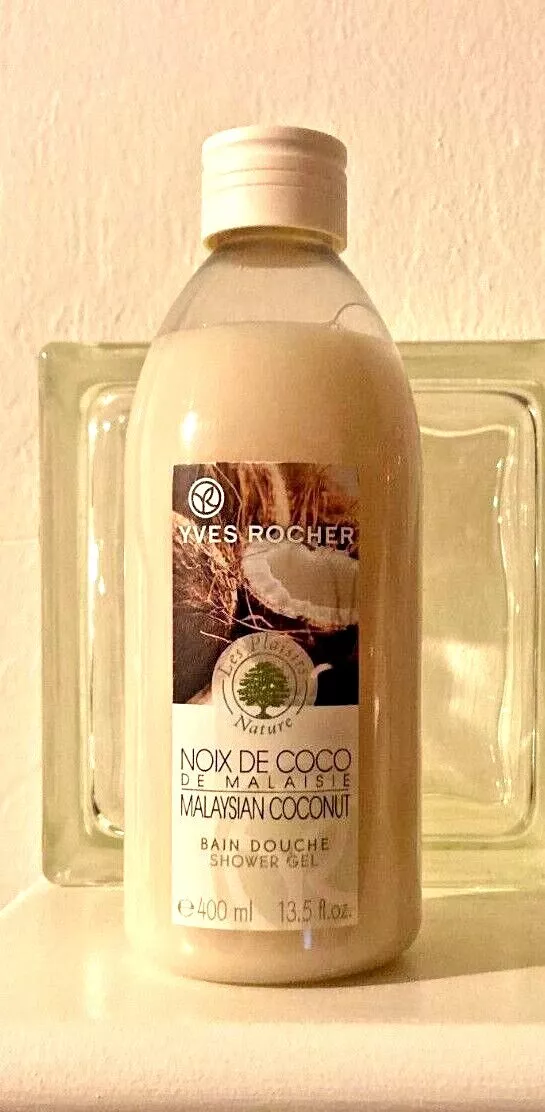 YVES ROCHER
Les Plaisirs
Nature
NOIX DE COCO
DE MALAISIE
MALAYSIAN COCONUT
BAIN DOUCHE
SHOWER GEL
℮400 ml 13.5 fl.oz.